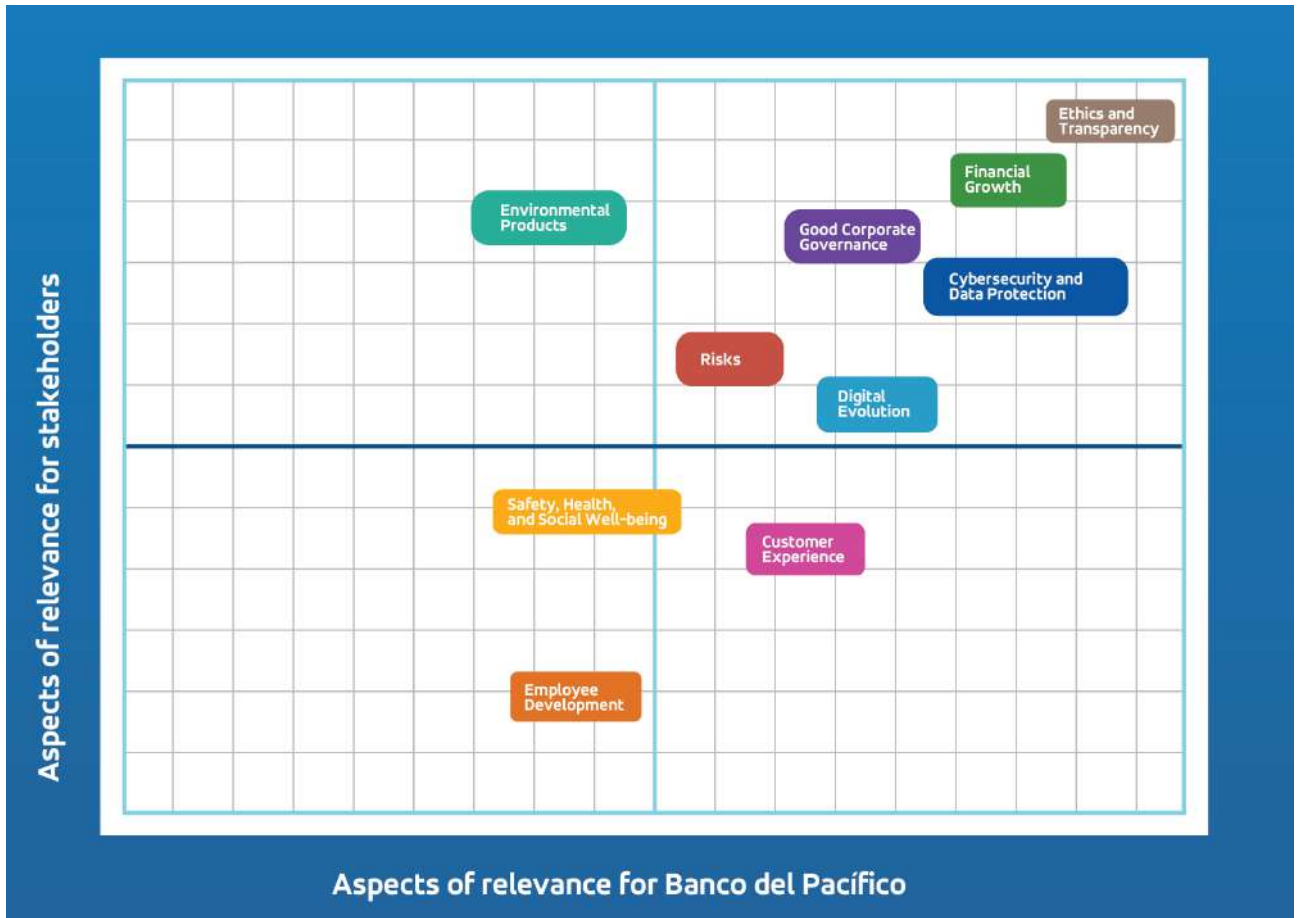 Ethics and
Transparency
Financial
Growth
Environmental
Products
Good Corporate
Governance
Cybersecurity and
Data Protection
Risks
Digital
Evolution
Safety, Health,
and Social Well-being
Customer
Experience
Employee
Development
Aspects of relevance for stakeholders
Aspects of relevance for Banco del Pacífico